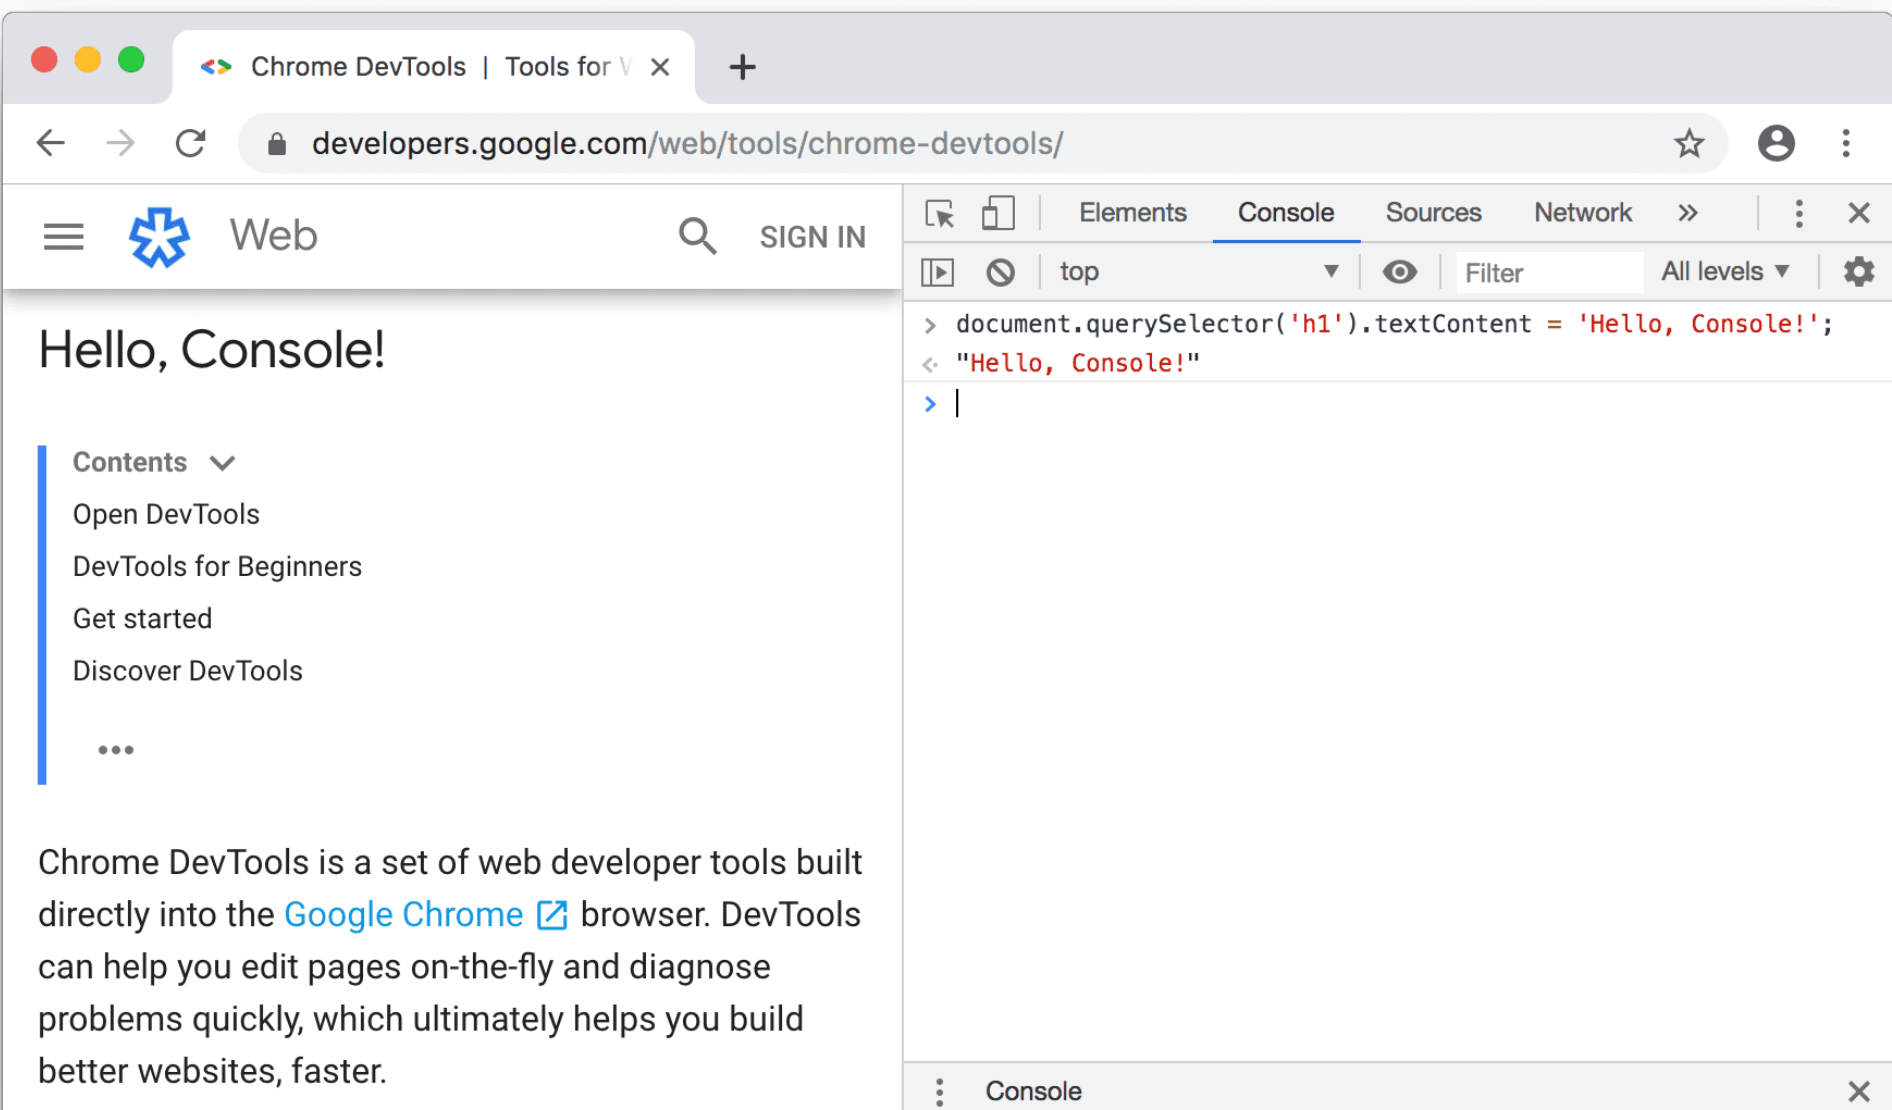 Chrome DevTools | Tools for W
developers.google.com/web/tools/chrome-devtools/
Web
SIGN IN
Hello, Console!
Contents
Open DevTools
DevTools for Beginners
Get started
Discover DevTools
Chrome DevTools is a set of web developer tools built
directly into the Google Chrome browser. DevTools
can help you edit pages on-the-fly and diagnose
problems quickly, which ultimately helps you build
better websites, faster.
Elements Console Sources Network
top Filter All levels
document.querySelector('h1').textContent = 'Hello, Console!';
"Hello, Console!"
Console